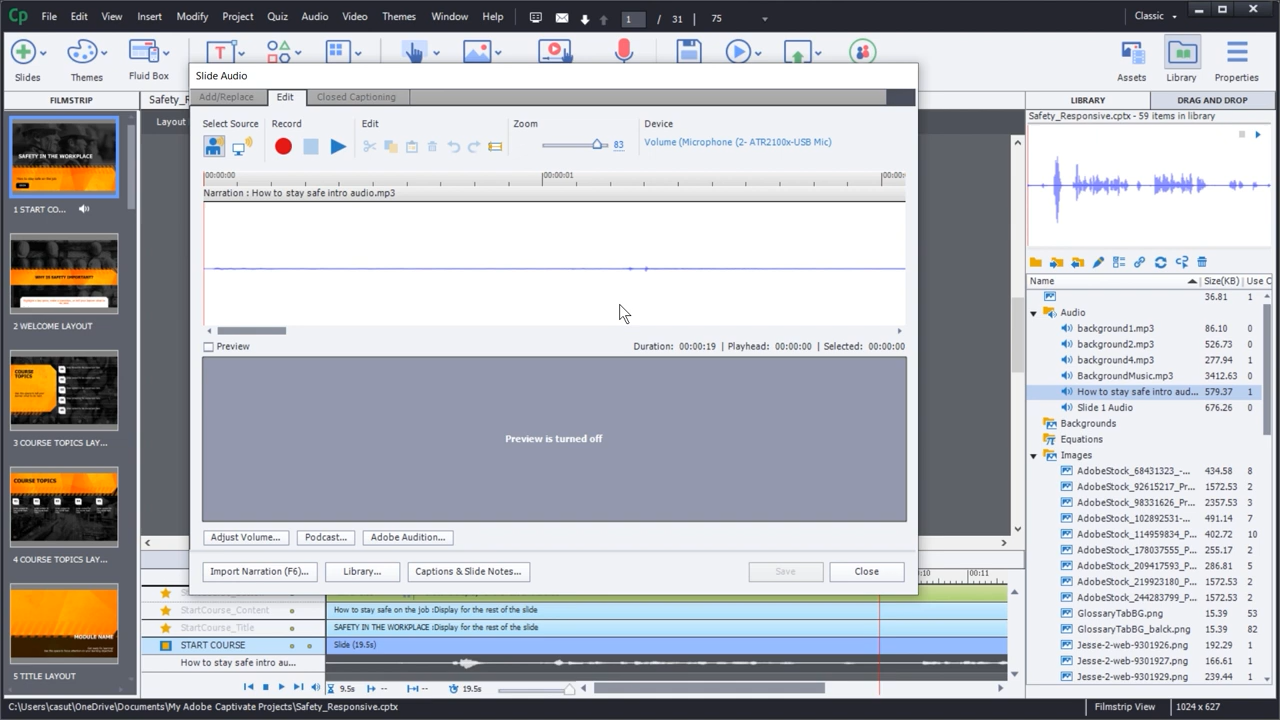 Cp File Edit View Insert Modify Project Quiz Audio Video Themes Window Help 1 / 31 75 Classic
Slides Themes Fluid Box Assets Library Properties
FILMSTRIP Safety_R
Layout
Slide Audio
Add/Replace Edit Closed Captioning
Select Source Record Edit Zoom Device
83 Volume (Microphone (2- ATR2100x-USB Mic)
00:00:00 00:00:01 00:00:
Narration : How to stay safe intro audio.mp3
Preview Duration: 00:00:19 | Playhead: 00:00:00 | Selected: 00:00:00
Preview is turned off
Adjust Volume... Podcast... Adobe Audition...
Import Narration (F6)... Library... Captions & Slide Notes... Save Close
SAFETY IN THE WORKPLACE
1 START CO...
WHY IS SAFETY IMPORTANT?
2 WELCOME LAYOUT
COURSE
TOPICS
3 COURSE TOPICS LAY...
COURSE TOPICS
4 COURSE TOPICS LAY...
MODULE NAME
5 TITLE LAYOUT
LIBRARY DRAG AND DROP
Safety_Responsive.cptx - 59 items in library
Name Size(KB) Use C
36.81 1
Audio
background1.mp3 86.10 0
background2.mp3 526.73 0
background4.mp3 277.94 1
BackgroundMusic.mp3 3412.63 0
How to stay safe intro aud... 579.37 1
Slide 1 Audio 676.26 0
Backgrounds
Equations
Images
AdobeStock_68431323_-... 434.58 8
AdobeStock_92615217_Pr... 1572.53 2
AdobeStock_98331626_Pr... 2357.53 3
AdobeStock_102892531-... 491.14 7
AdobeStock_114959834_P... 402.72 10
AdobeStock_178037555_P... 255.17 2
AdobeStock_209417593_P... 286.81 5
AdobeStock_219923180_P... 1572.53 2
AdobeStock_244283799_P... 1572.53 2
GlossaryTabBG.png 15.39 53
GlossaryTabBG_balck.png 15.39 82
Jesse-2-web-9301926.png 192.29 1
Jesse-2-web-9301927.png 166.61 1
Jesse-2-web-9301928.png 239.44 1
:10 00:11
StartCourse_Content How to stay safe on the job :Display for the rest of the slide
StartCourse_Title SAFETY IN THE WORKPLACE :Display for the rest of the slide
START COURSE Slide (19.5s)
How to stay safe intro au...
9.5s -- -- 19.5s
C:\Users\casut\OneDrive\Documents\My Adobe Captivate Projects\Safety_Responsive.cptx Filmstrip View 1024 x 627